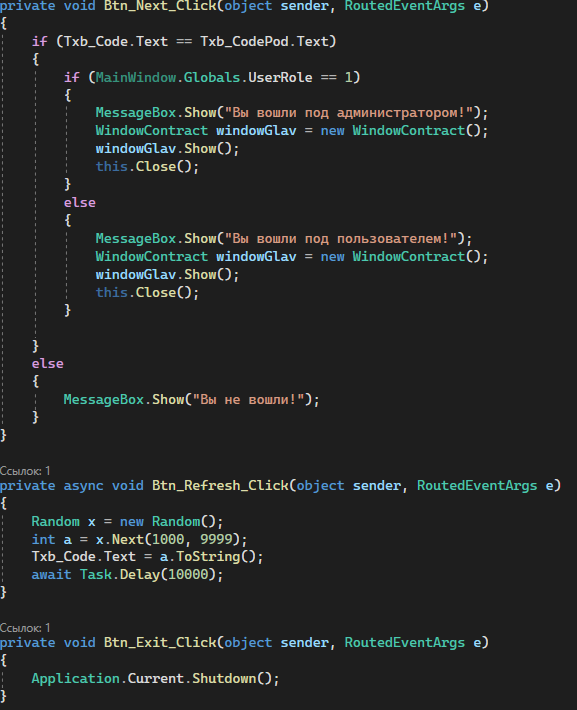 private void Btn_Next_Click(object sender, RoutedEventArgs e)
{
if (Txb_Code.Text == Txb_CodePod.Text)
{
if (MainWindow.Globals.UserRole == 1)
{
MessageBox.Show("Вы вошли под администратором!");
WindowContract windowGlav = new WindowContract();
windowGlav.Show();
this.Close();
}
else
{
MessageBox.Show("Вы вошли под пользователем!");
WindowContract windowGlav = new WindowContract();
windowGlav.Show();
this.Close();
}
}
else
{
MessageBox.Show("Вы не вошли!");
}
}
Ссылок: 1
private async void Btn_Refresh_Click(object sender, RoutedEventArgs e)
{
Random x = new Random();
int a = x.Next(1000, 9999);
Txb_Code.Text = a.ToString();
await Task.Delay(10000);
}
Ссылок: 1
private void Btn_Exit_Click(object sender, RoutedEventArgs e)
{
Application.Current.Shutdown();
}